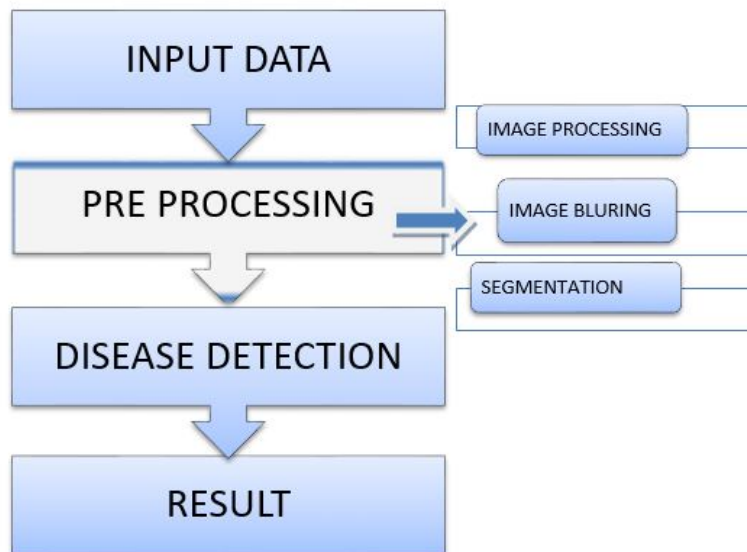 INPUT DATA
PRE PROCESSING
IMAGE PROCESSING
IMAGE BLURING
SEGMENTATION
DISEASE DETECTION
RESULT